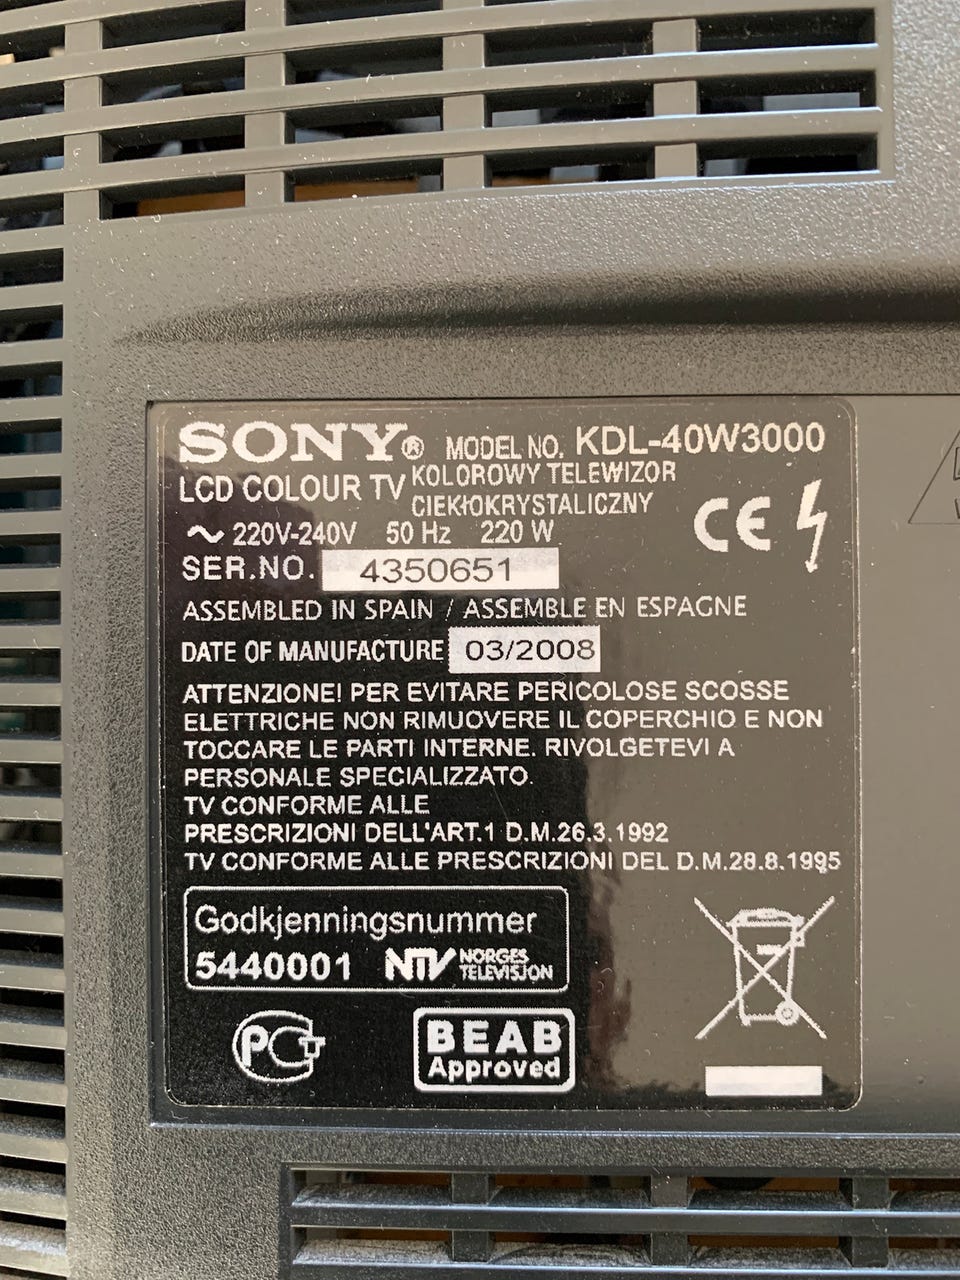 SONY® MODEL NO. KDL-40W3000
LCD COLOUR TV KOLOROWY TELEWIZOR
CIEKŁOKRYSTALICZNY
~ 220V-240V 50 Hz 220 W
CE
SER.NO. 4350651
ASSEMBLED IN SPAIN / ASSEMBLE EN ESPAGNE
DATE OF MANUFACTURE 03/2008
ATTENZIONE! PER EVITARE PERICOLOSE SCOSSE
ELETTRICHE NON RIMUOVERE IL COPERCHIO E NON
TOCCARE LE PARTI INTERNE. RIVOLGETEVI A
PERSONALE SPECIALIZZATO.
TV CONFORME ALLE
PRESCRIZIONI DELL'ART.1 D.M.26.3.1992
TV CONFORME ALLE PRESCRIZIONI DEL D.M.28.8.1995
Godkjenningsnummer
5440001 NTV NORGES
TELEVISJON
PCT
BEAB
Approved